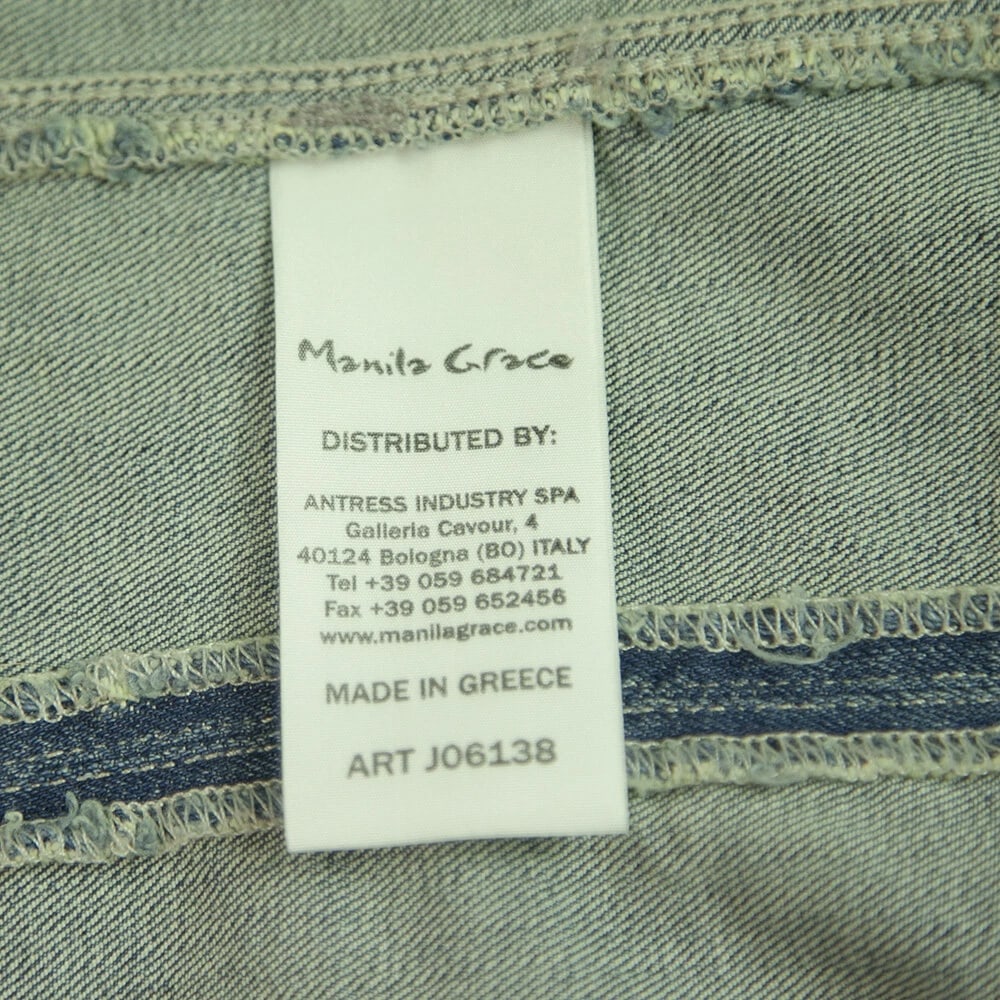 Manila Grace
DISTRIBUTED BY:
ANTRESS INDUSTRY SPA
Galleria Cavour, 4
40124 Bologna (BO) ITALY
Tel +39 059 684721
Fax +39 059 652456
www.manilagrace.com
MADE IN GREECE
ART J06138